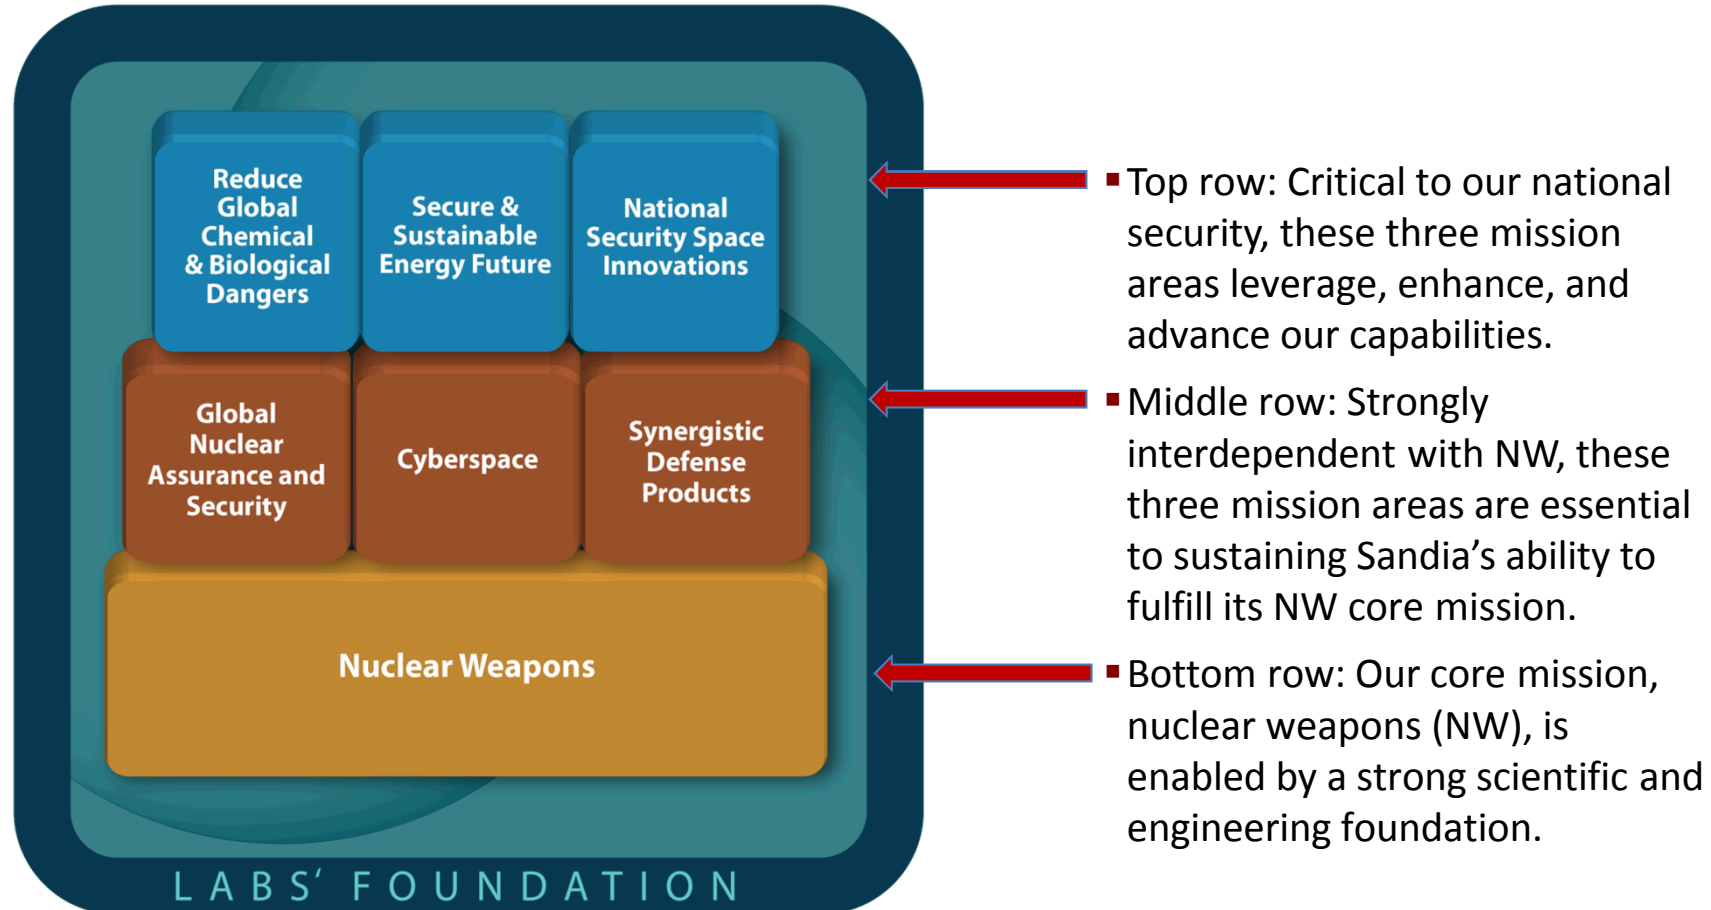 Reduce
Global
Chemical
& Biological
Dangers
Secure &
Sustainable
Energy Future
National
Security Space
Innovations
Global
Nuclear
Assurance and
Security
Cyberspace
Synergistic
Defense
Products
Nuclear Weapons
LABS‘ FOUNDATION
▪Top row: Critical to our national
security, these three mission
areas leverage, enhance, and
advance our capabilities.
▪Middle row: Strongly
interdependent with NW, these
three mission areas are essential
to sustaining Sandia’s ability to
fulfill its NW core mission.
▪Bottom row: Our core mission,
nuclear weapons (NW), is
enabled by a strong scientific and
engineering foundation.